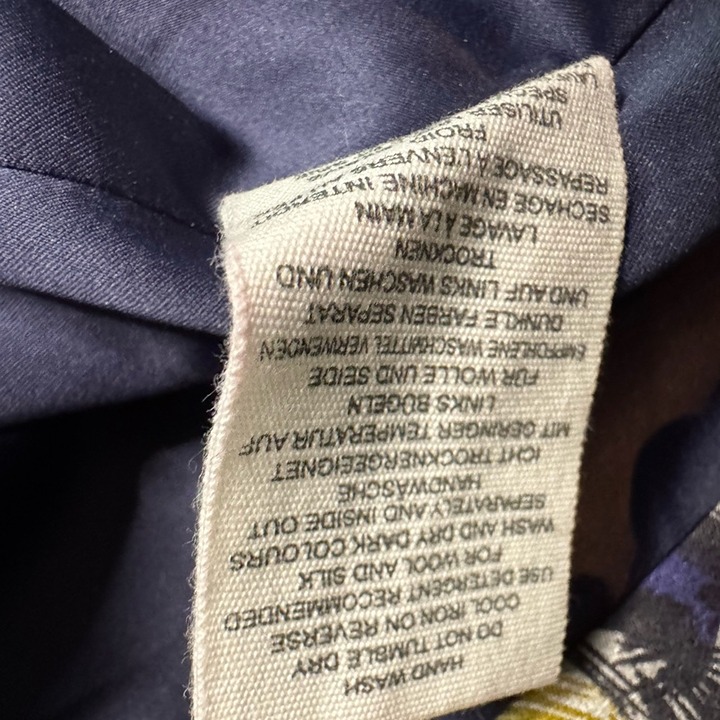 HAND WASH
DO NOT TUMBLE DRY
COOL IRON ON REVERSE
USE DETERGENT RECOMMENDED
FOR WOOL AND SILK
WASH AND DRY DARK COLOURS
SEPARATELY AND INSIDE OUT
HANDWÄSCHE
ICHT TROCKNERGEEIGNET
MIT GERINGER TEMPERATUR AUF
LINKS BÜGELN
FÜR WOLLE UND SEIDE
EMPFOHLENE WASCHMITTEL VERWENDEN
DUNKLE FARBEN SEPARAT
UND AUF LINKS WASCHEN UND
TROCKNEN
LAVAGE À LA MAIN
SÉCHAGE EN MACHINE INTERD
REPASSAGE À L'ENVERS
FROID
UTILISE